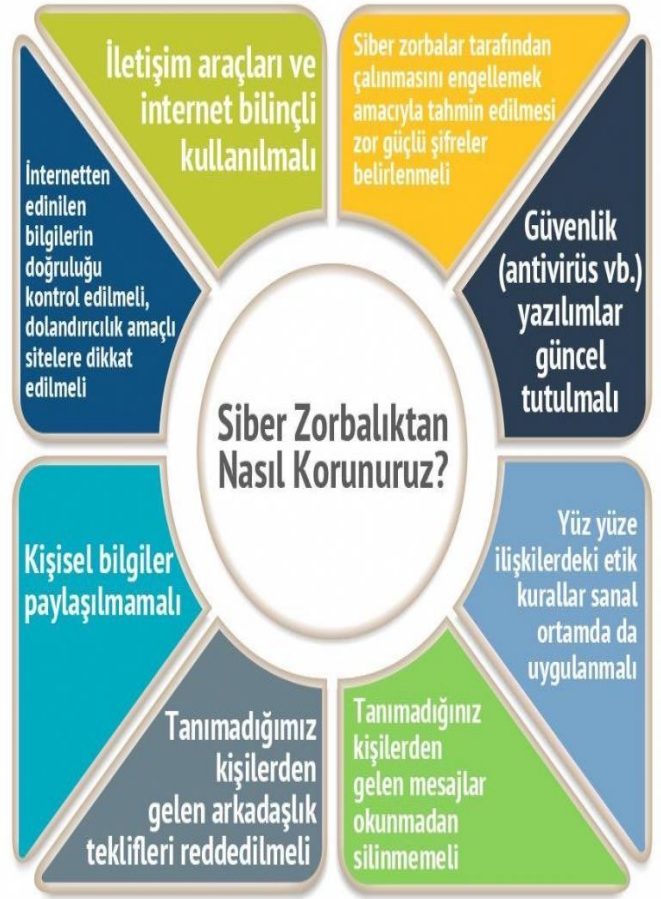 İletişim araçları ve
internet bilinçli
kullanılmalı
Siber zorbalar tarafından
çalınmasını engellemek
amacıyla tahmin edilmesi
zor güçlü şifreler
belirlenmeli
İnternetten
edinilen
bilgilerin
doğruluğu
kontrol edilmeli,
dolandırıcılık amaçlı
sitelere dikkat
edilmeli
Güvenlik
(antivirüs vb.)
yazılımlar
güncel
tutulmalı
Siber Zorbalıktan
Nasıl Korunuruz?
Kişisel bilgiler
paylaşılmamalı
Yüz yüze
ilişkilerdeki etik
kurallar sanal
ortamda da
uygulanmalı
Tanımadığımız
kişilerden
gelen arkadaşlık
teklifleri reddedilmeli
Tanımadığınız
kişilerden
gelen mesajlar
okunmadan
silinmemeli